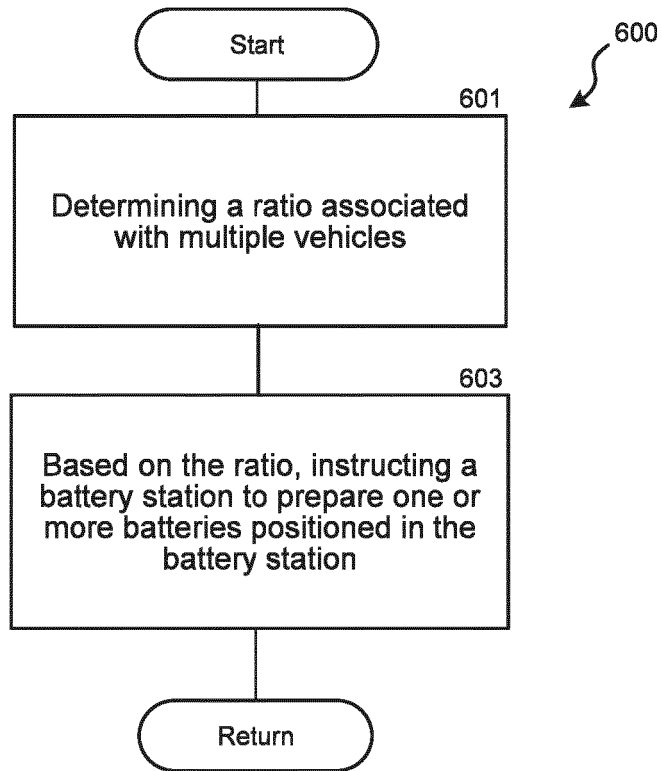 Start
600
601
Determining a ratio associated
with multiple vehicles
603
Based on the ratio, instructing a
battery station to prepare one or
more batteries positioned in the
battery station
Return